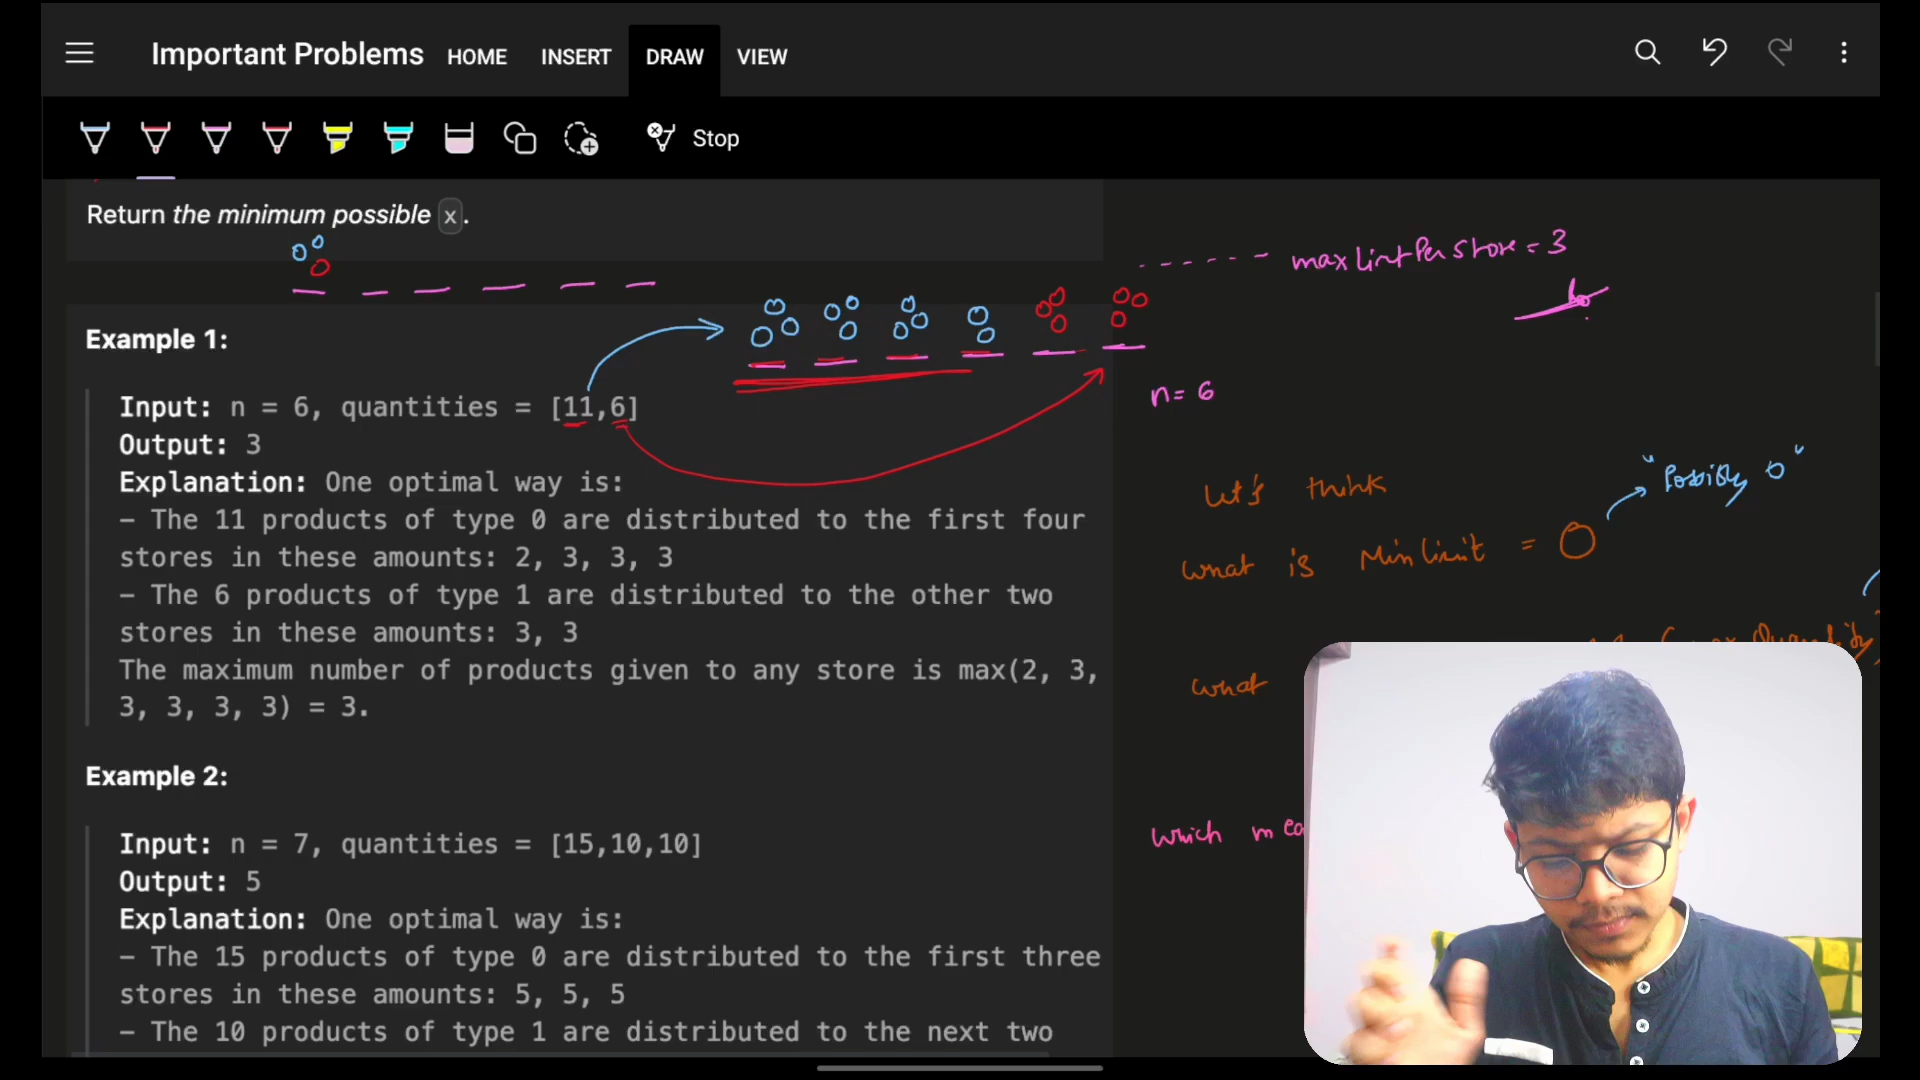 Important Problems HOME INSERT DRAW VIEW
Stop
Return the minimum possible x.
maxLimtPerStore = 3
Example 1:
Input: n = 6, quantities = [11,6]
n = 6
Output: 3
Explanation: One optimal way is:
"Possibly 0"
Let's think
– The 11 products of type 0 are distributed to the first four
stores in these amounts: 2, 3, 3, 3
what is Min limit = 0
– The 6 products of type 1 are distributed to the other two
stores in these amounts: 3, 3
The maximum number of products given to any store is max(2, 3,
what
3, 3, 3, 3) = 3.
Example 2:
which mea
Input: n = 7, quantities = [15,10,10]
Output: 5
Explanation: One optimal way is:
– The 15 products of type 0 are distributed to the first three
stores in these amounts: 5, 5, 5
– The 10 products of type 1 are distributed to the next two